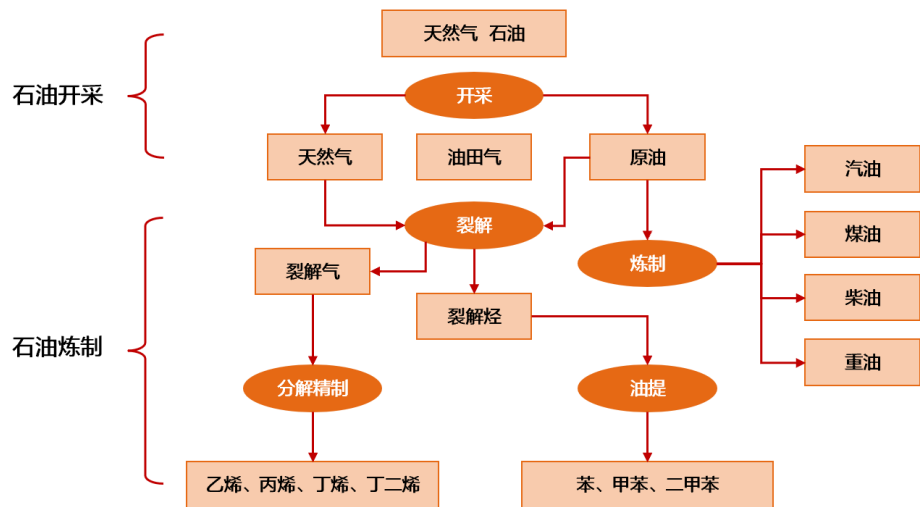 天然气 石油
石油开采
开采
天然气
油田气
原油
汽油
裂解
煤油
炼制
裂解气
柴油
裂解烃
石油炼制
重油
分解精制
油提
乙烯、丙烯、丁烯、丁二烯
苯、甲苯、二甲苯